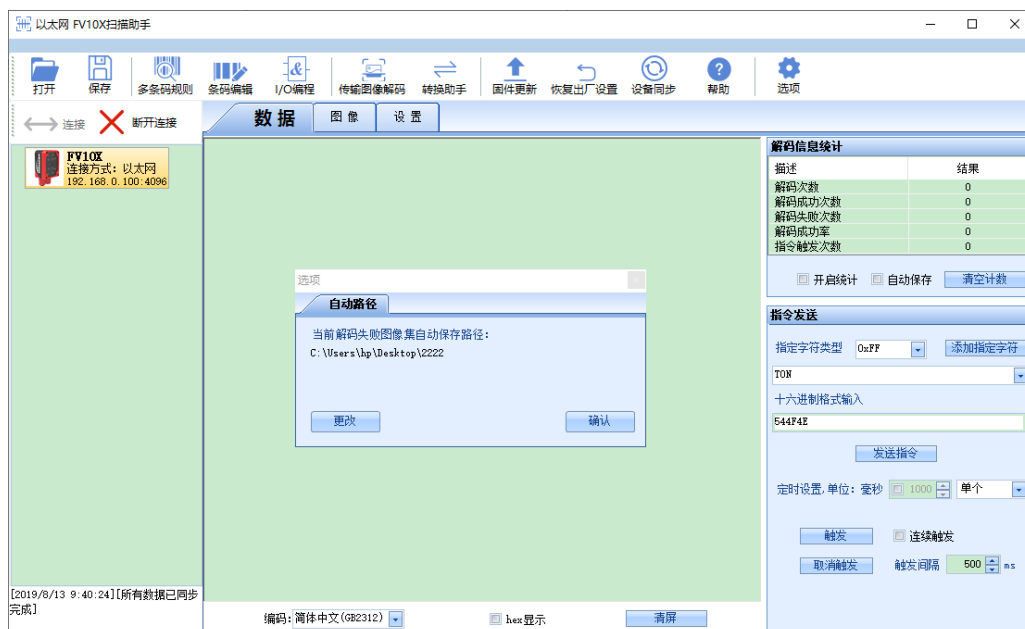 以太网 FV10X扫描助手
打开 保存 多条码规则 条码编辑 I/O编程 传输图像解码 转换助手 固件更新 恢复出厂设置 设备同步 帮助 选项
连接 断开连接
数据 图像 设置
FV10X
连接方式: 以太网
192.168.0.100:4096
[2019/8/13 9:40:24][所有数据已同步
完成]
选项
自动路径
当前解码失败图像集自动保存路径:
C:\Users\hp\Desktop\2222
更改 确认
编码: 简体中文(GB2312) hex显示 清屏
解码信息统计
描述 结果
解码次数 0
解码成功次数 0
解码失败次数 0
解码成功率 0
指令触发次数 0
开启统计 自动保存 清空计数
指令发送
指定字符类型 0xFF 添加指定字符
TON
十六进制格式输入
544F4E
发送指令
定时设置,单位: 毫秒 1000 单个
触发 连续触发
取消触发 触发间隔 500 ms